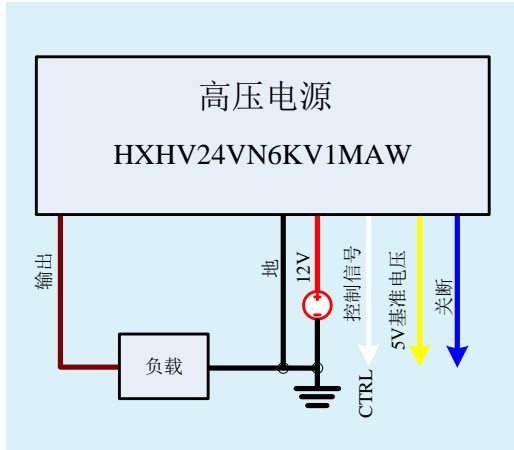 高压电源
HXHV24VN6KV1MAW
输出
地
12V
控制信号
5V基准电压
关断
负载
CTRL